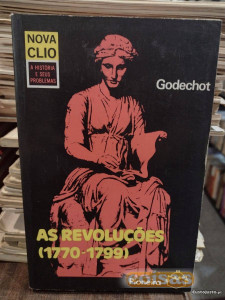 NOVA
CLIO
A HISTÓRIA
E SEUS
PROBLEMAS
Godechot
AS REVOLUÇÕES
(1770-1799)